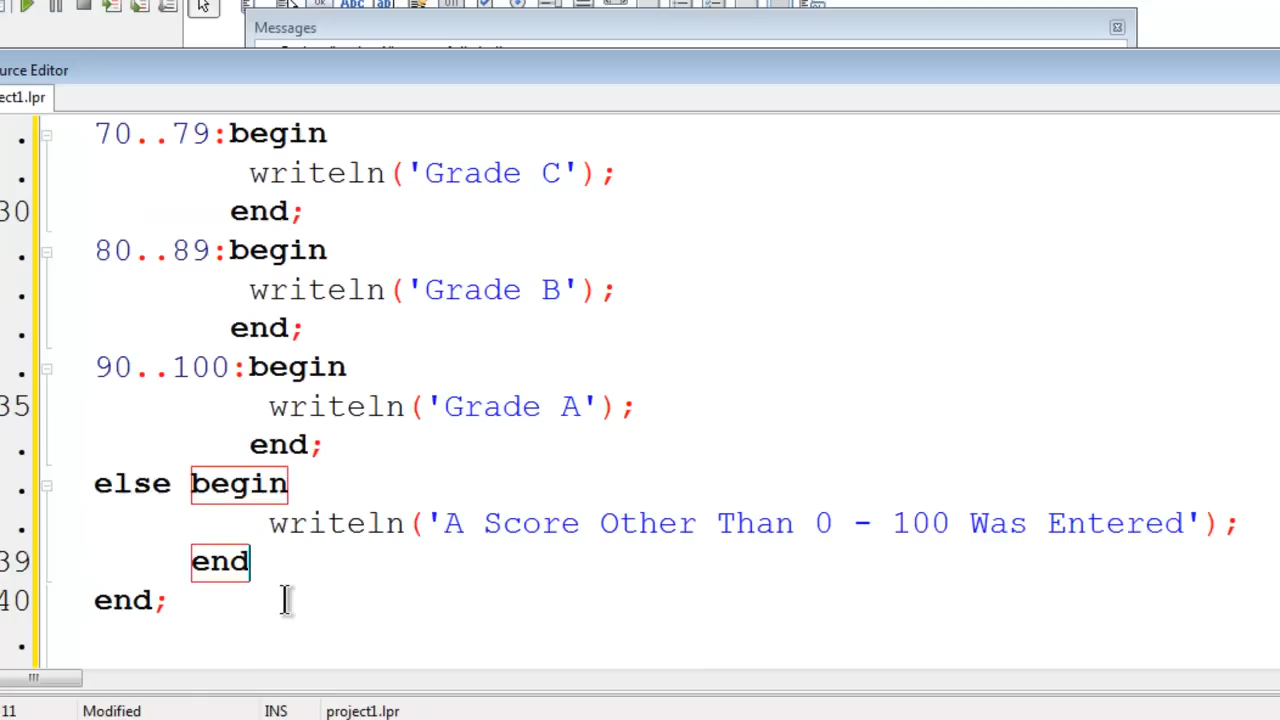 Messages
urce Editor
ect1.lpr
. 70..79:begin
. writeln('Grade C');
30 end;
. 80..89:begin
. writeln('Grade B');
. end;
. 90..100:begin
35 writeln('Grade A');
. end;
. else begin
. writeln('A Score Other Than 0 - 100 Was Entered');
39 end
40 end;
.
11 Modified INS project1.lpr